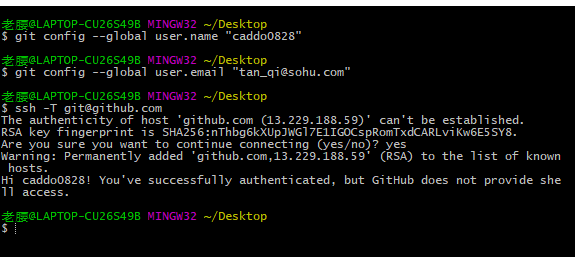 老腰@LAPTOP-CU26S49B MINGW32 ~/Desktop
$ git config --global user.name "caddo0828"
老腰@LAPTOP-CU26S49B MINGW32 ~/Desktop
$ git config --global user.email "tan_qi@sohu.com"
老腰@LAPTOP-CU26S49B MINGW32 ~/Desktop
$ ssh -T git@github.com
The authenticity of host 'github.com (13.229.188.59)' can't be established.
RSA key fingerprint is SHA256:nThbg6kXUpJWGl7E1IGOCspRomTxdCARLviKw6E5SY8.
Are you sure you want to continue connecting (yes/no)? yes
Warning: Permanently added 'github.com,13.229.188.59' (RSA) to the list of known
 hosts.
Hi caddo0828! You've successfully authenticated, but GitHub does not provide she
ll access.
老腰@LAPTOP-CU26S49B MINGW32 ~/Desktop
$